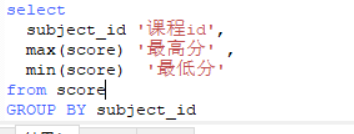 select
subject_id '课程id',
max(score) '最高分' ,
min(score) '最低分'
from score
GROUP BY subject_id